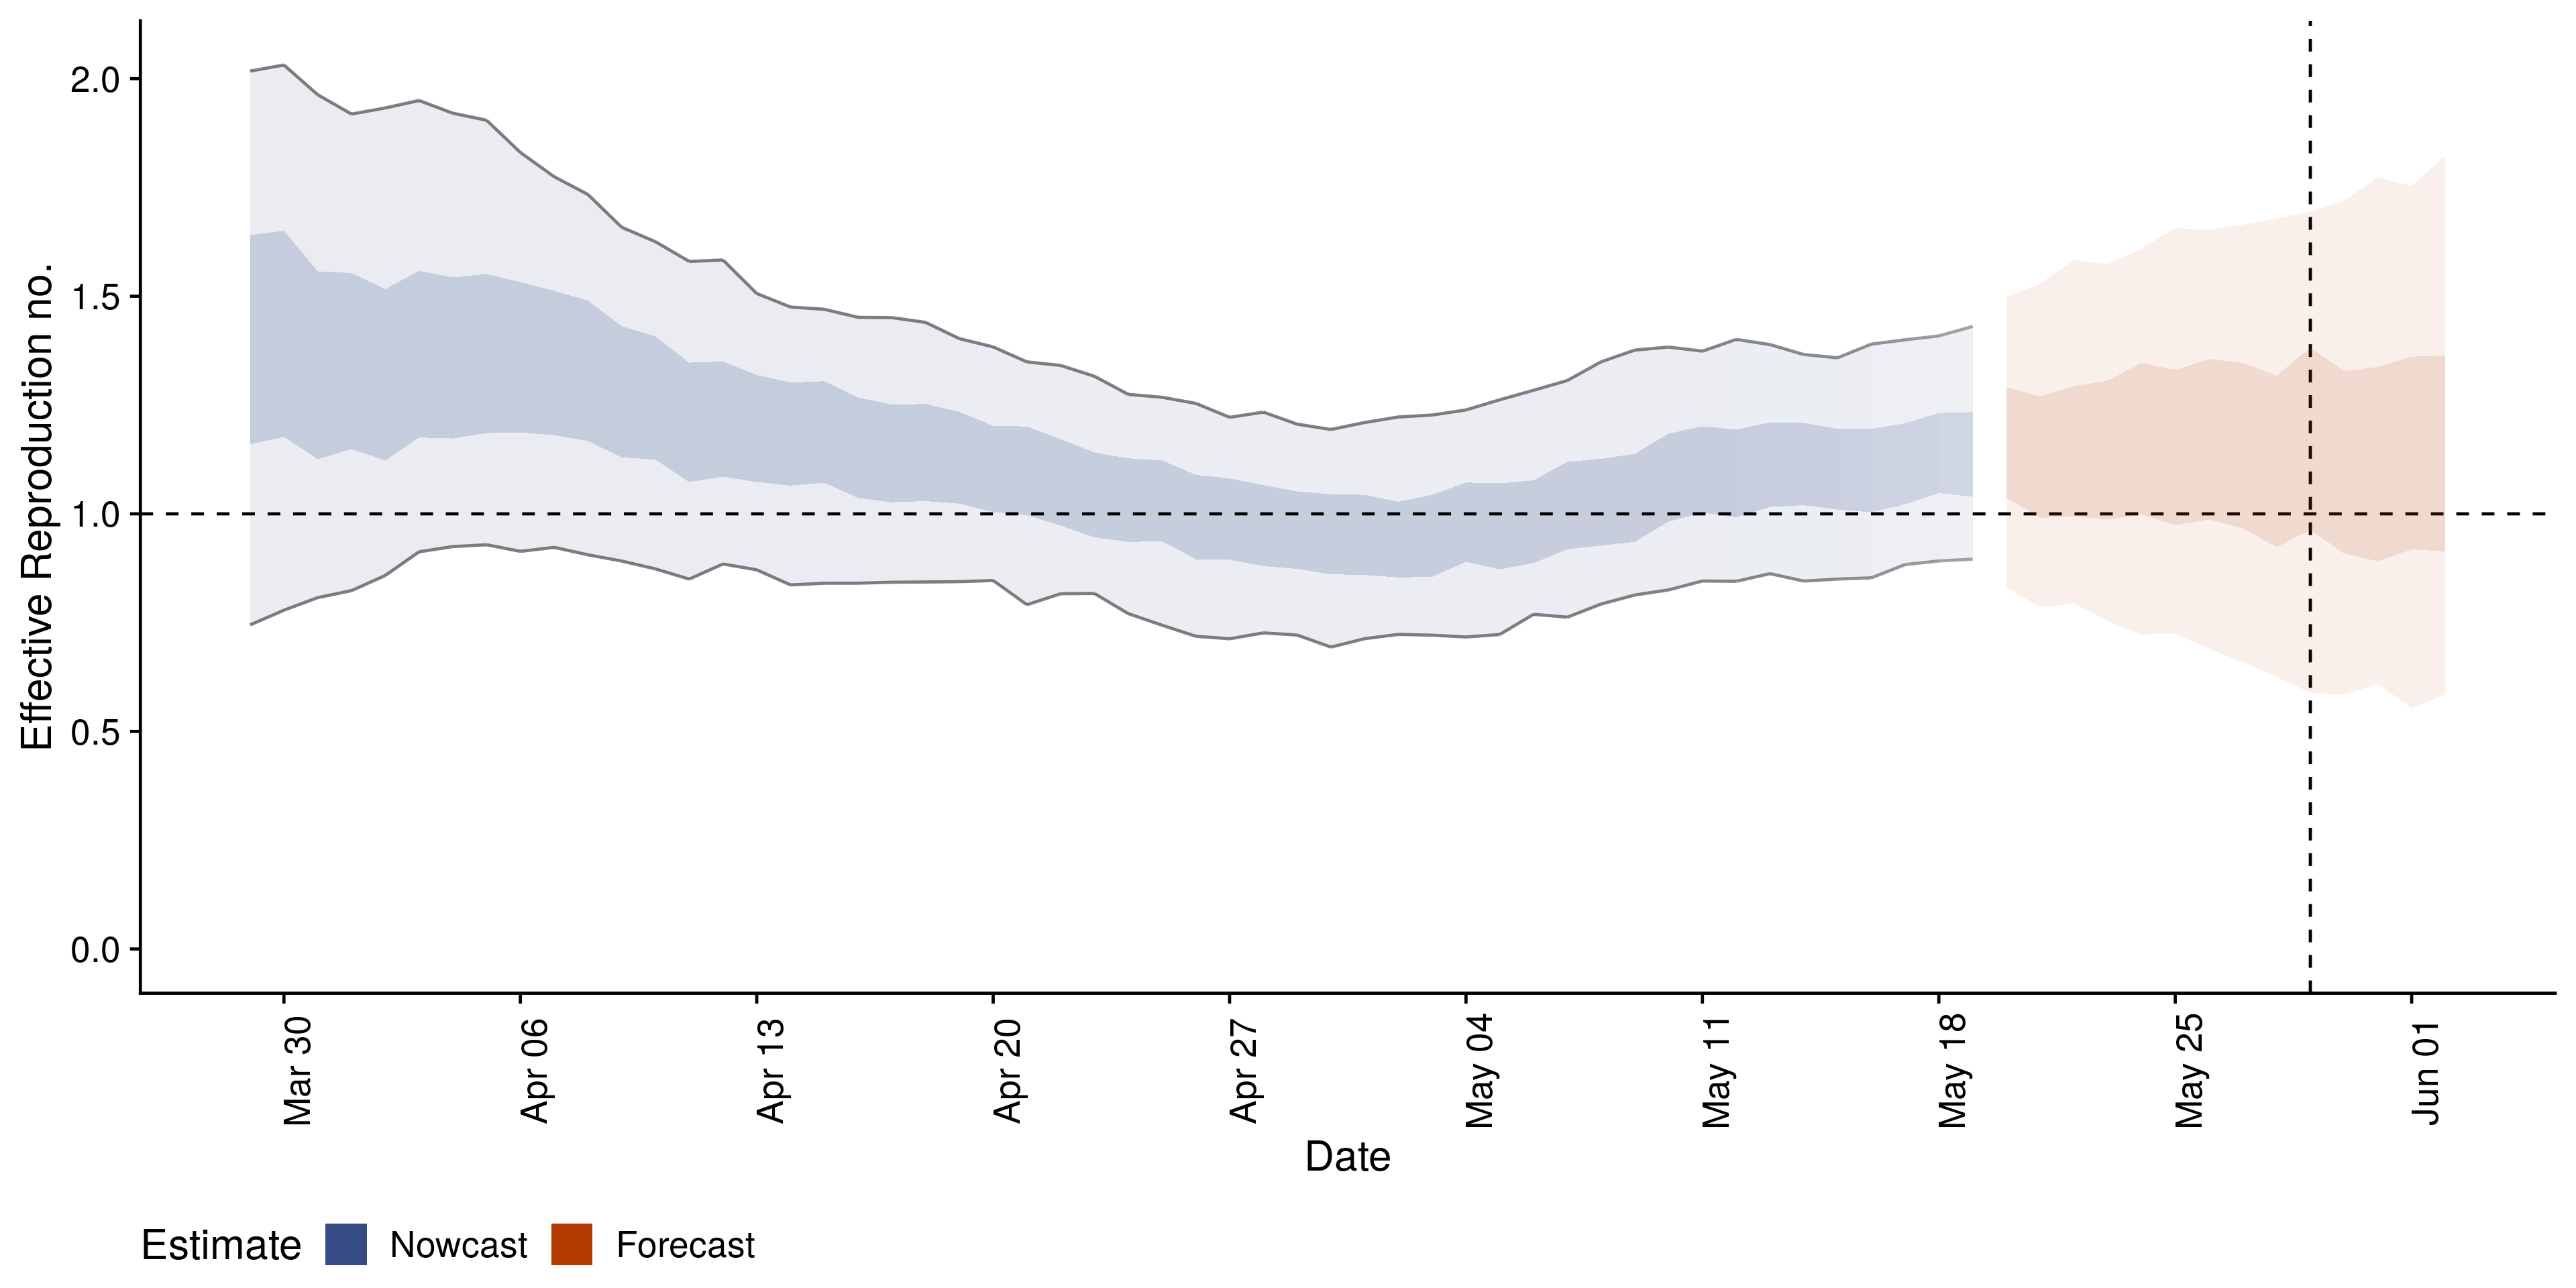 Effective Reproduction no.
2.0
1.5
1.0
0.5
0.0
Mar 30
Apr 06
Apr 13
Apr 20
Apr 27
May 04
May 11
May 18
May 25
Jun 01
Date
Estimate Nowcast Forecast